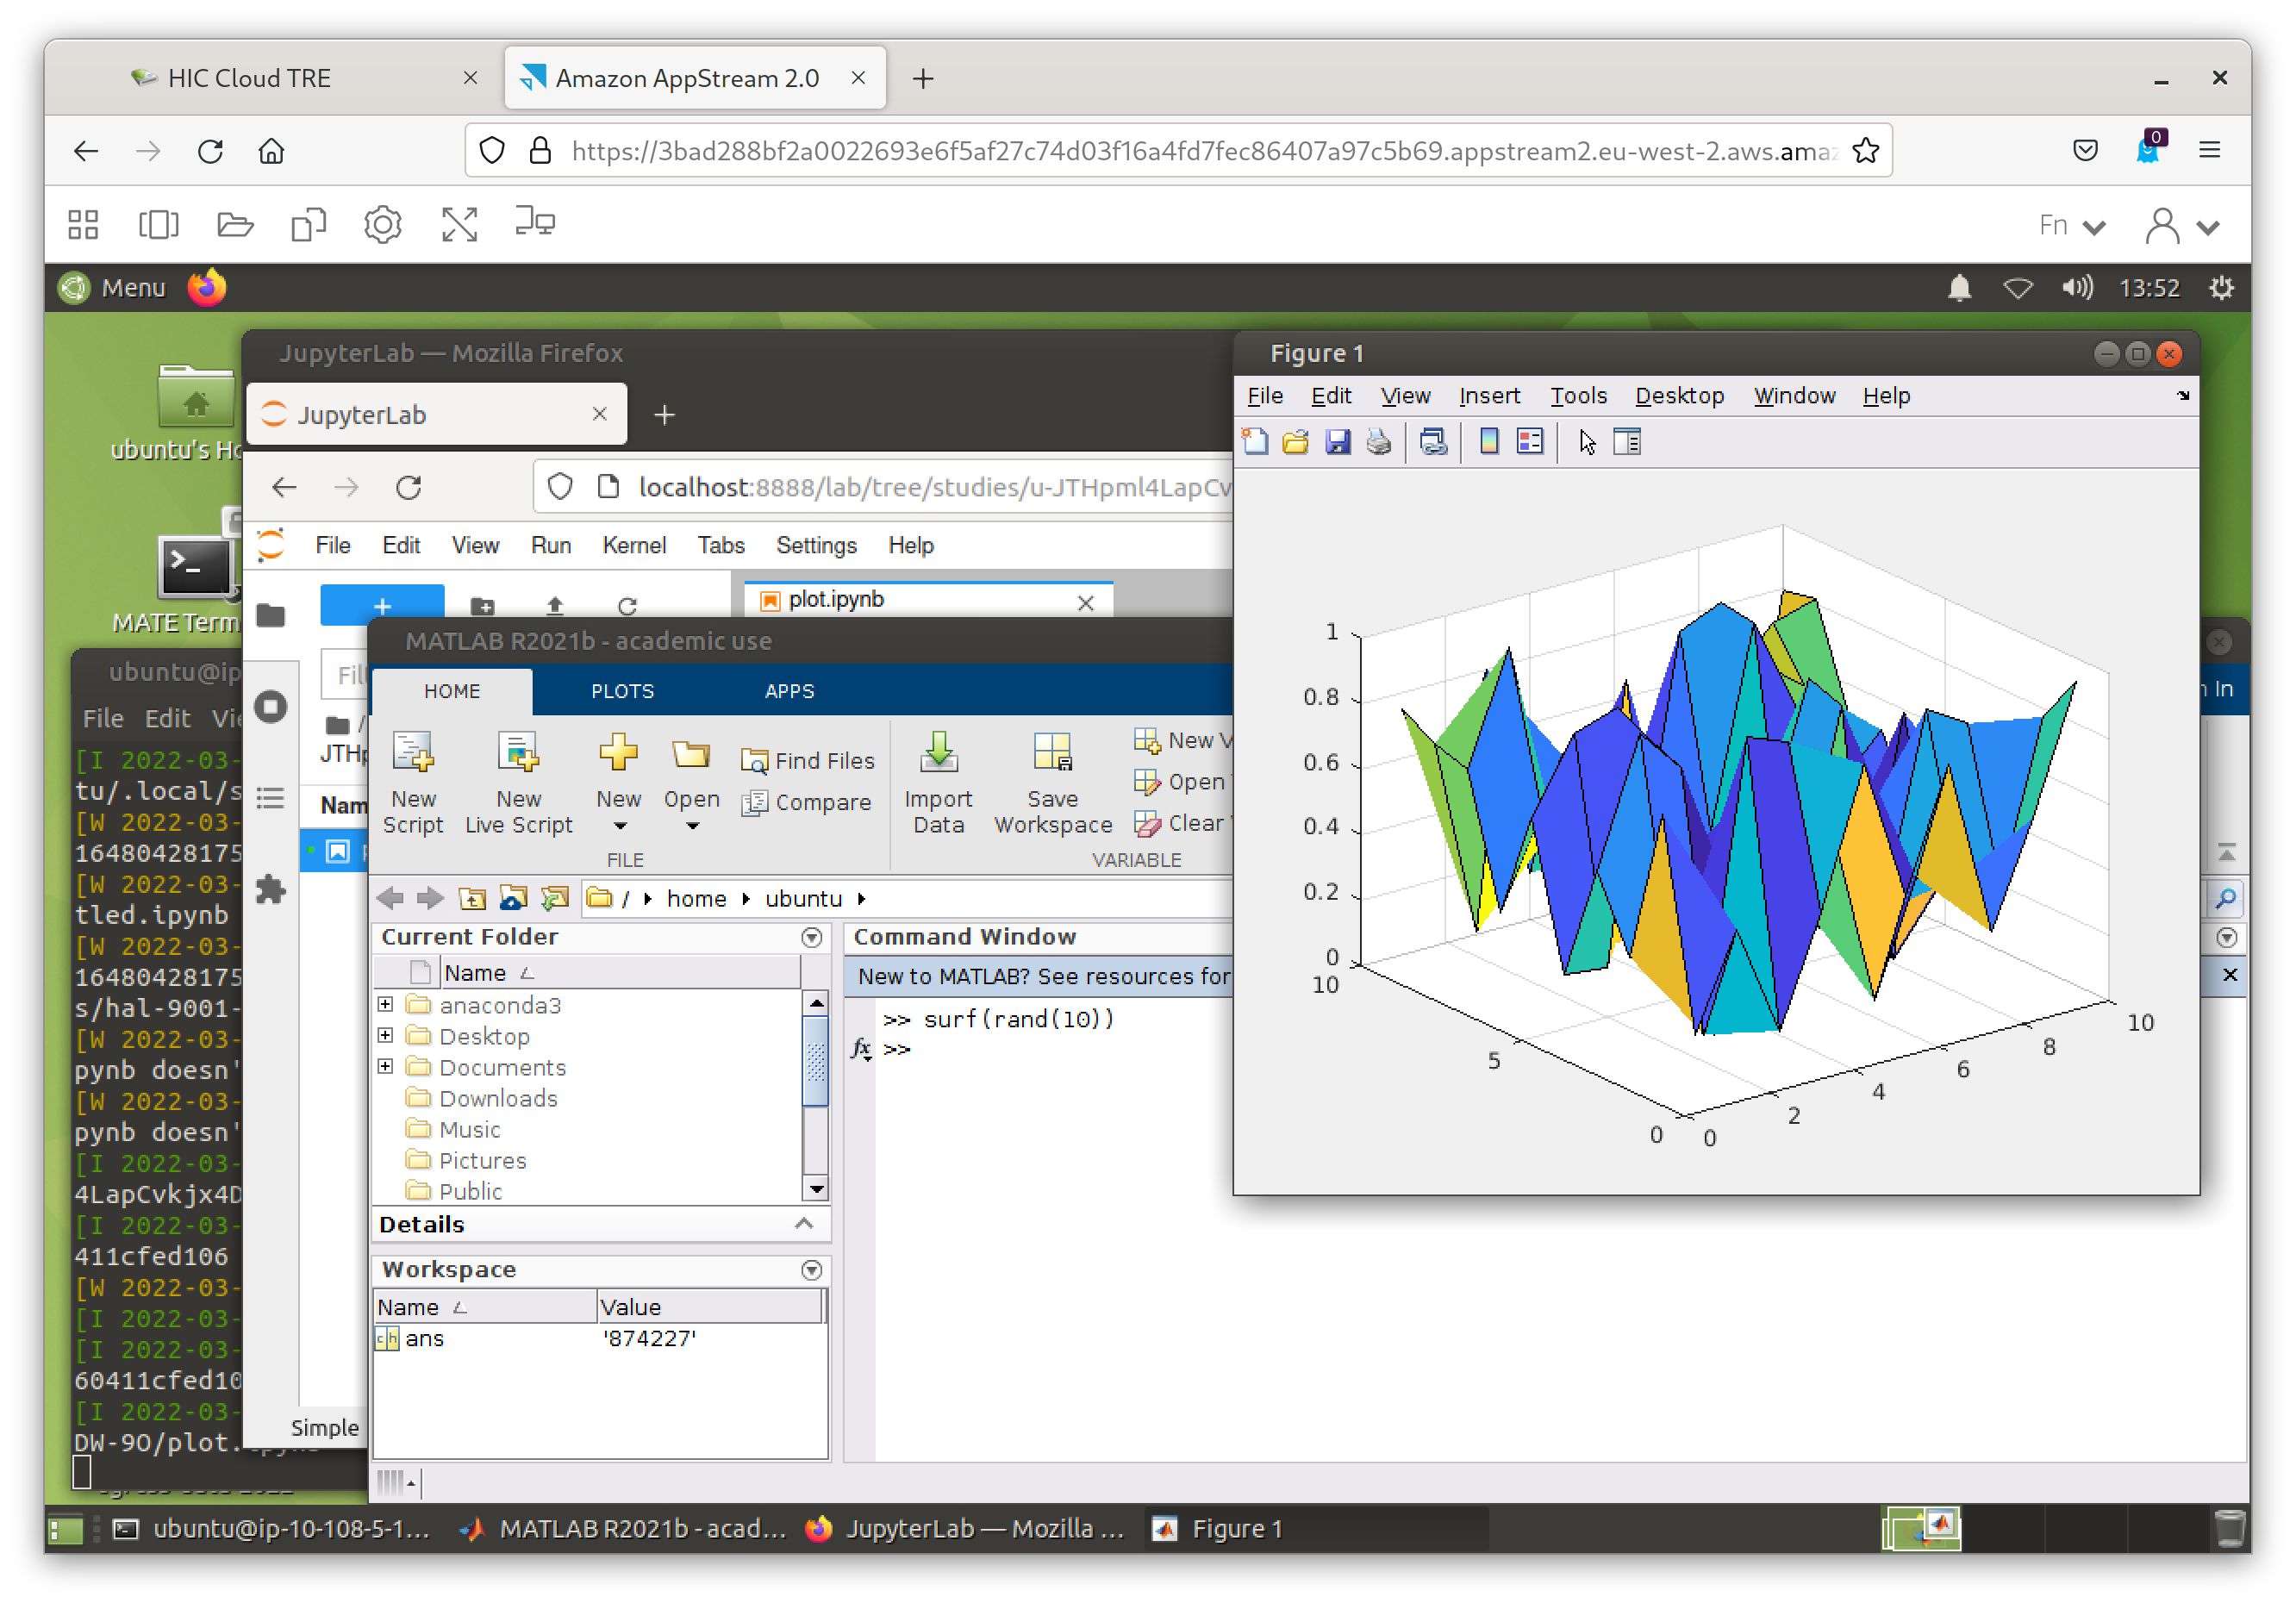 HIC Cloud TRE
Amazon AppStream 2.0
https://3bad288bf2a0022693e6f5af27c74d03f16a4fd7fec86407a97c5b69.appstream2.eu-west-2.aws.amaz
0
Fn
Menu
13:52
ubuntu's Ho
MATE Term
JupyterLab — Mozilla Firefox
JupyterLab
localhost:8888/lab/tree/studies/u-JTHpml4LapCv
File Edit View Run Kernel Tabs Settings Help
plot.ipynb
Fil
/
JTHp
Nam
Simple
ubuntu@ip
File Edit Vi
[I 2022-03-
tu/.local/s
[W 2022-03-
16480428175
[W 2022-03-
tled.ipynb
[W 2022-03-
16480428175
s/hal-9001-
[W 2022-03-
pynb doesn'
[W 2022-03-
pynb doesn'
[I 2022-03-
4LapCvkjx4D
[I 2022-03-
411cfed106
[W 2022-03-
[I 2022-03-
[I 2022-03-
60411cfed10
[I 2022-03-
DW-9O/plot.
MATLAB R2021b - academic use
HOME PLOTS APPS
New Script
New Live Script
New
Open
Find Files
Compare
FILE
Import Data
Save Workspace
New V
Open
Clear
VARIABLE
In
/ home ubuntu
Current Folder
Name
anaconda3
Desktop
Documents
Downloads
Music
Pictures
Public
Details
Workspace
Name Value
ans '874227'
Command Window
New to MATLAB? See resources for
>> surf(rand(10))
fx >>
Figure 1
File Edit View Insert Tools Desktop Window Help
1
0.8
0.6
0.4
0.2
0
10
5
0
0
2
4
6
8
10
ubuntu@ip-10-108-5-1...
MATLAB R2021b - acad...
JupyterLab — Mozilla ...
Figure 1